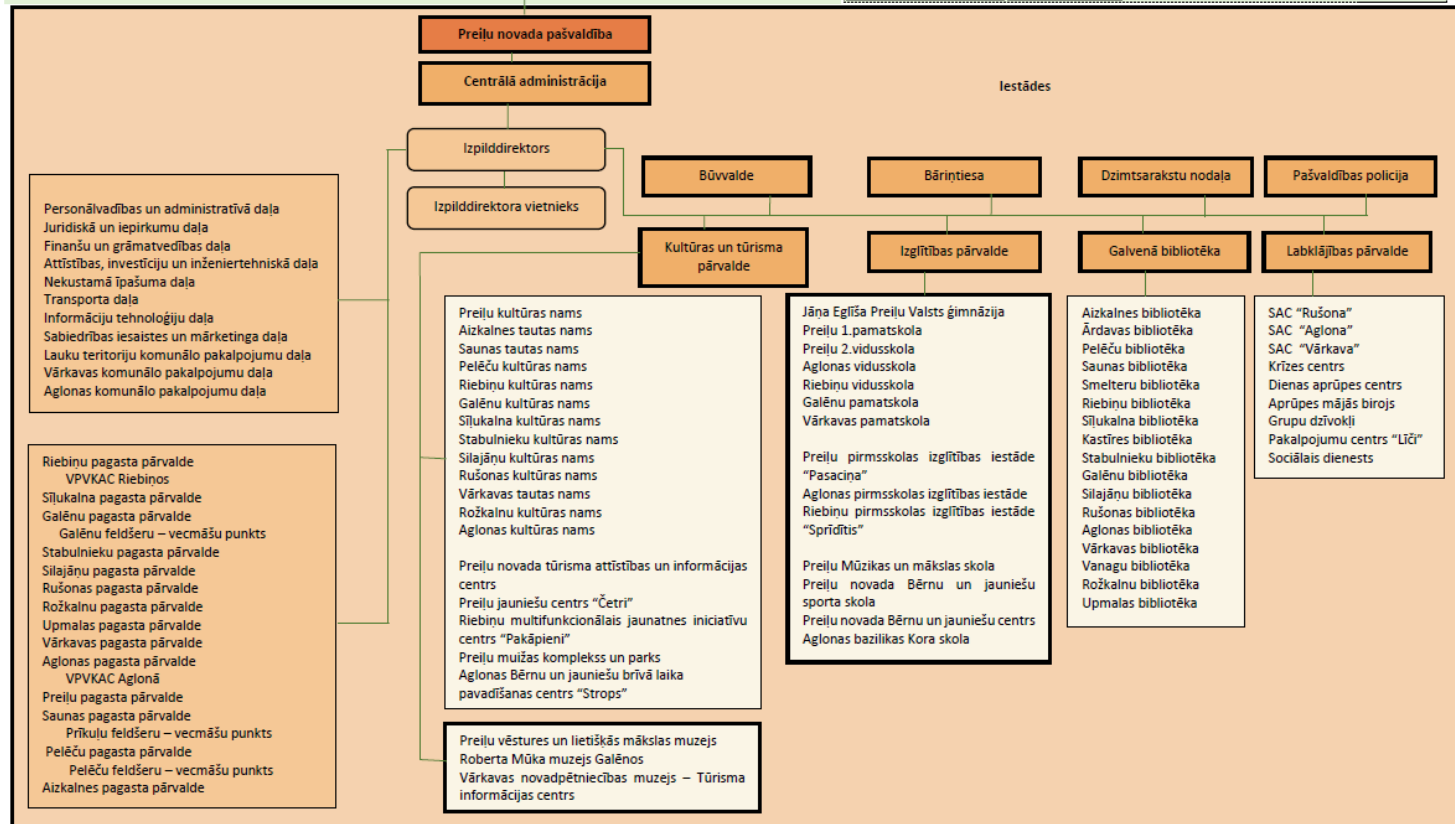 Preiļu novada pašvaldība
Centrālā administrācija
Iestādes
Izpilddirektors
Izpilddirektora vietnieks
Būvvalde
Bāriņtiesa
Dzimtsarakstu nodaļa
Pašvaldības policija
Kultūras un tūrisma
pārvalde
Izglītības pārvalde
Galvenā bibliotēka
Labklājības pārvalde
Personālvadības un administratīvā daļa
Juridiskā un iepirkumu daļa
Finanšu un grāmatvedības daļa
Attīstības, investīciju un inženiertehniskā daļa
Nekustamā īpašuma daļa
Transporta daļa
Informāciju tehnoloģiju daļa
Sabiedrības iesaistes un mārketinga daļa
Lauku teritoriju komunālo pakalpojumu daļa
Vārkavas komunālo pakalpojumu daļa
Aglonas komunālo pakalpojumu daļa
Riebiņu pagasta pārvalde
VPVKAC Riebiņos
Sīļukalna pagasta pārvalde
Galēnu pagasta pārvalde
Galēnu feldšeru – vecmāšu punkts
Stabulnieku pagasta pārvalde
Silajāņu pagasta pārvalde
Rušonas pagasta pārvalde
Rožkalnu pagasta pārvalde
Upmalas pagasta pārvalde
Vārkavas pagasta pārvalde
Aglonas pagasta pārvalde
VPVKAC Aglonā
Preiļu pagasta pārvalde
Saunas pagasta pārvalde
Prīkuļu feldšeru – vecmāšu punkts
Pelēču pagasta pārvalde
Pelēču feldšeru – vecmāšu punkts
Aizkalnes pagasta pārvalde
Preiļu kultūras nams
Aizkalnes tautas nams
Saunas tautas nams
Pelēču kultūras nams
Riebiņu kultūras nams
Galēnu kultūras nams
Sīļukalna kultūras nams
Stabulnieku kultūras nams
Silajāņu kultūras nams
Rušonas kultūras nams
Vārkavas tautas nams
Rožkalnu kultūras nams
Aglonas kultūras nams
Preiļu novada tūrisma attīstības un informācijas
centrs
Preiļu jauniešu centrs "Četri"
Riebiņu multifunkcionālais jaunatnes iniciatīvu
centrs "Pakāpieni"
Preiļu muižas komplekss un parks
Aglonas Bērnu un jauniešu brīvā laika
pavadīšanas centrs "Strops"
Preiļu vēstures un lietišķās mākslas muzejs
Roberta Mūka muzejs Galēnos
Vārkavas novadpētniecības muzejs – Tūrisma
informācijas centrs
Jāņa Eglīša Preiļu Valsts ģimnāzija
Preiļu 1.pamatskola
Preiļu 2.vidusskola
Aglonas vidusskola
Riebiņu vidusskola
Galēnu pamatskola
Vārkavas pamatskola
Preiļu pirmsskolas izglītības iestāde
"Pasaciņa"
Aglonas pirmsskolas izglītības iestāde
Riebiņu pirmsskolas izglītības iestāde
"Sprīdītis"
Preiļu Mūzikas un mākslas skola
Preiļu novada Bērnu un jauniešu
sporta skola
Preiļu novada Bērnu un jauniešu centrs
Aglonas bazilikas Kora skola
Aizkalnes bibliotēka
Ārdavas bibliotēka
Pelēču bibliotēka
Saunas bibliotēka
Smelteru bibliotēka
Riebiņu bibliotēka
Sīļukalna bibliotēka
Kastīres bibliotēka
Stabulnieku bibliotēka
Galēnu bibliotēka
Silajāņu bibliotēka
Rušonas bibliotēka
Aglonas bibliotēka
Vārkavas bibliotēka
Vanagu bibliotēka
Rožkalnu bibliotēka
Upmalas bibliotēka
SAC "Rušona"
SAC "Aglona"
SAC "Vārkava"
Krīzes centrs
Dienas aprūpes centrs
Aprūpes mājās birojs
Grupu dzīvokļi
Pakalpojumu centrs "Līči"
Sociālais dienests